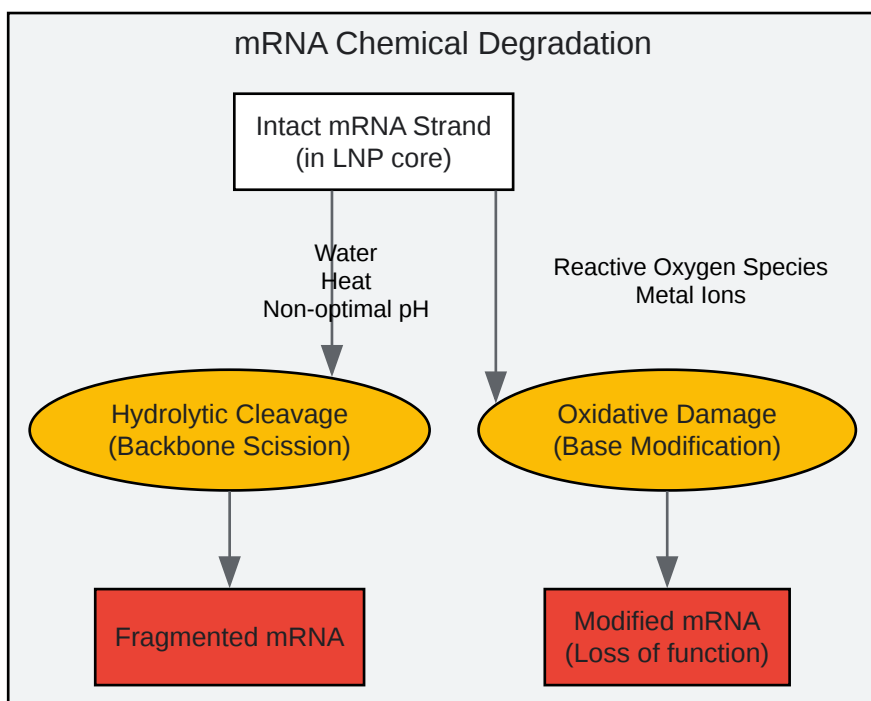 mRNA Chemical Degradation
Intact mRNA Strand
(in LNP core)
Water
Heat
Non-optimal pH
Reactive Oxygen Species
Metal Ions
Hydrolytic Cleavage
(Backbone Scission)
Oxidative Damage
(Base Modification)
Fragmented mRNA
Modified mRNA
(Loss of function)